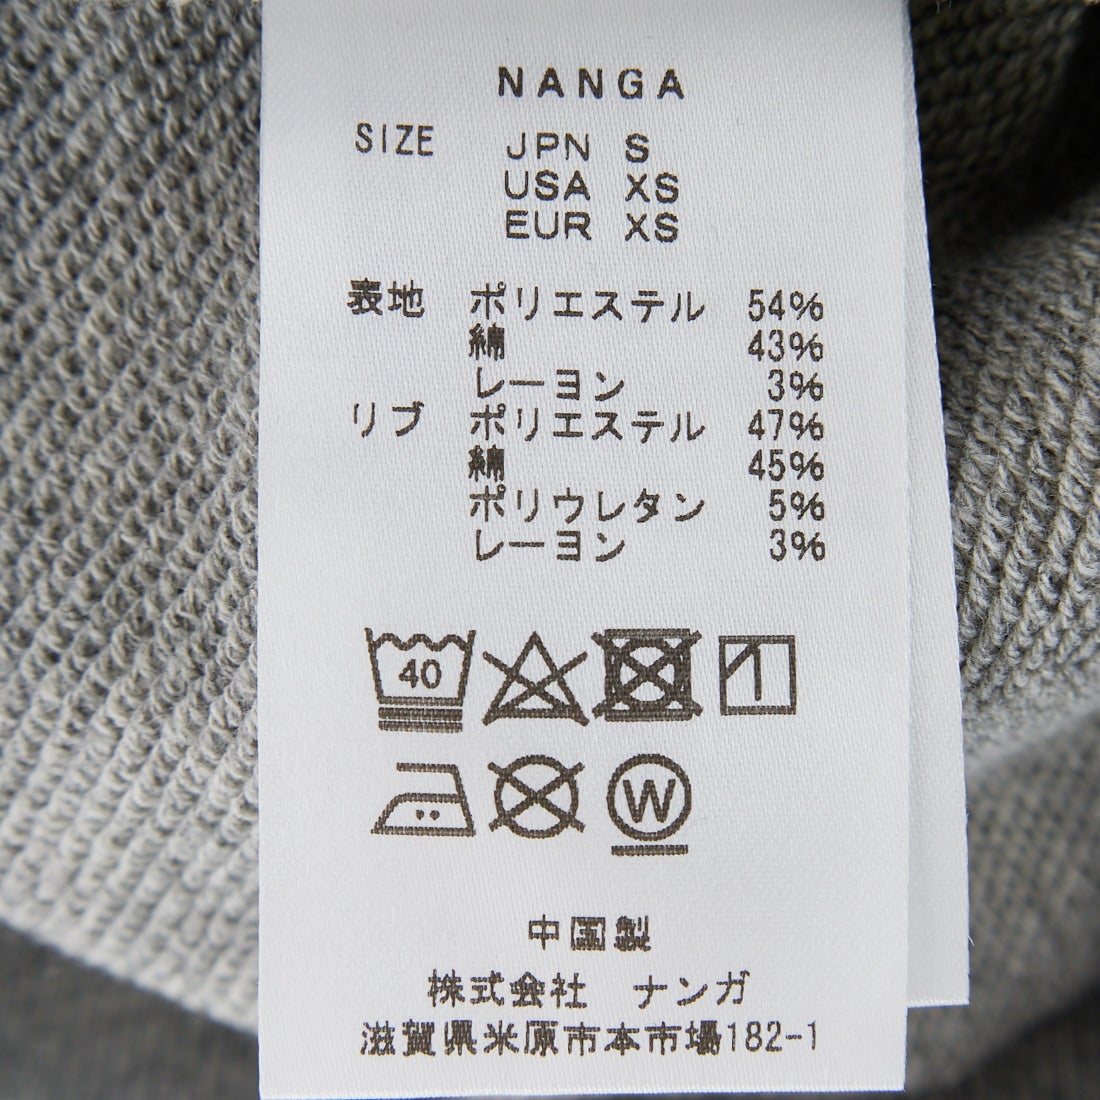 NANGA
SIZE JPN S
USA XS
EUR XS
表地 ポリエステル 54%
綿 43%
レーヨン 3%
リブ ポリエステル 47%
綿 45%
ポリウレタン 5%
レーヨン 3%
40
W
中国製
株式会社 ナンガ
滋賀県米原市本市場182-1